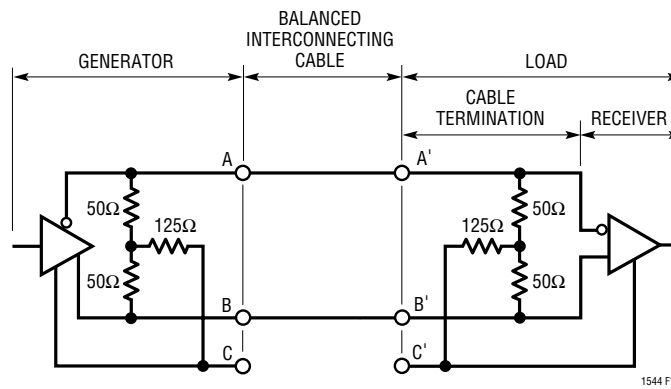 BALANCED
INTERCONNECTING
CABLE
GENERATOR
LOAD
CABLE
TERMINATION
RECEIVER
A
A'
50Ω
125Ω
50Ω
125Ω
50Ω
50Ω
B
B'
C
C'
1544 F